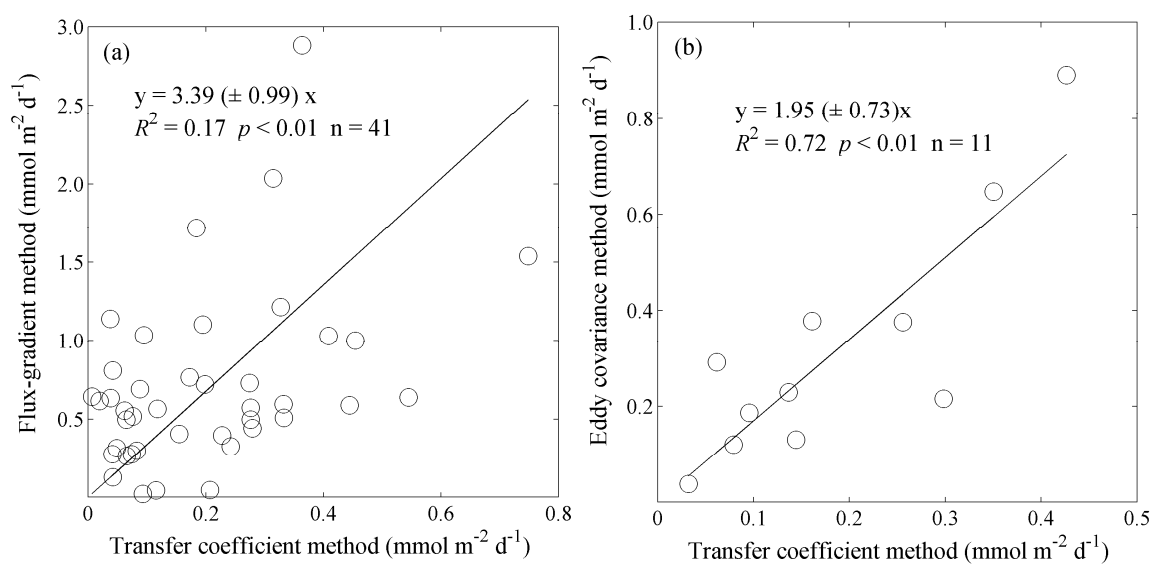 (a)
y = 3.39 (± 0.99) x
R² = 0.17 p < 0.01 n = 41
Flux-gradient method (mmol m⁻² d⁻¹)
3.0
2.5
2.0
1.5
1.0
0.5
0 0.2 0.4 0.6 0.8
Transfer coefficient method (mmol m⁻² d⁻¹)
(b)
y = 1.95 (± 0.73)x
R² = 0.72 p < 0.01 n = 11
Eddy covariance method (mmol m⁻² d⁻¹)
1.0
0.8
0.6
0.4
0.2
0 0.1 0.2 0.3 0.4 0.5
Transfer coefficient method (mmol m⁻² d⁻¹)